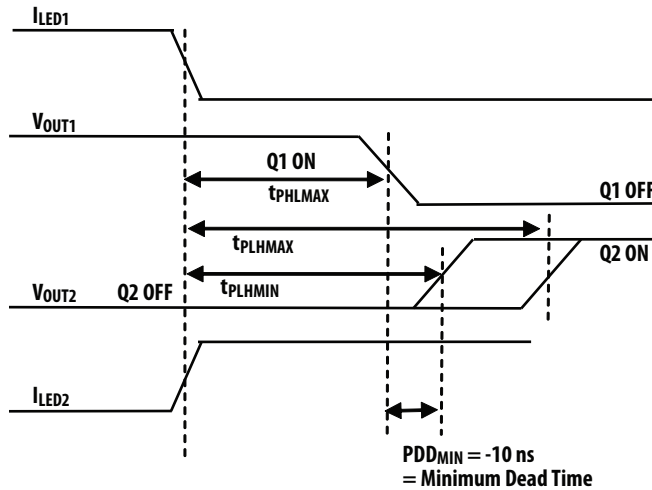 ILED1
VOUT1
Q1 ON
tPHLMAX
Q1 OFF
tPLHMAX
Q2 ON
tPLHMIN
VOUT2
Q2 OFF
ILED2
PDDMIN = -10 ns
= Minimum Dead Time